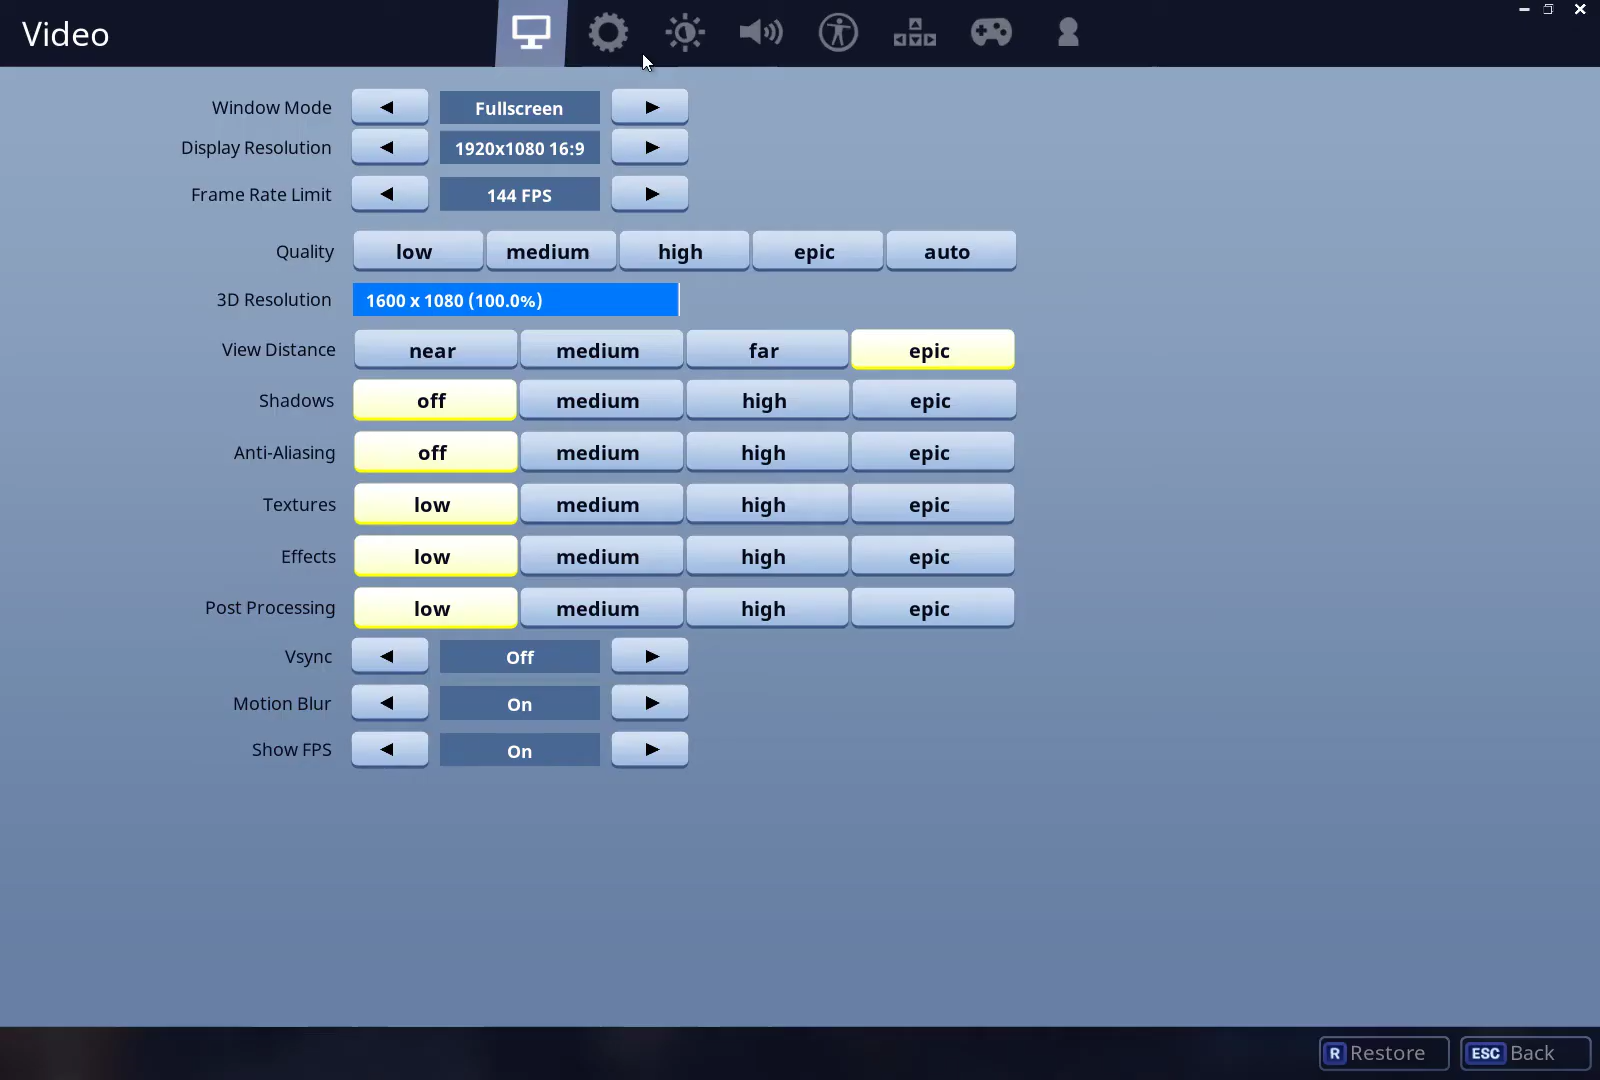 Video
Window Mode ◀ Fullscreen ▶
Display Resolution ◀ 1920x1080 16:9 ▶
Frame Rate Limit ◀ 144 FPS ▶
Quality low medium high epic auto
3D Resolution 1600 x 1080 (100.0%)
View Distance near medium far epic
Shadows off medium high epic
Anti-Aliasing off medium high epic
Textures low medium high epic
Effects low medium high epic
Post Processing low medium high epic
Vsync ◀ Off ▶
Motion Blur ◀ On ▶
Show FPS ◀ On ▶
R Restore ESC Back